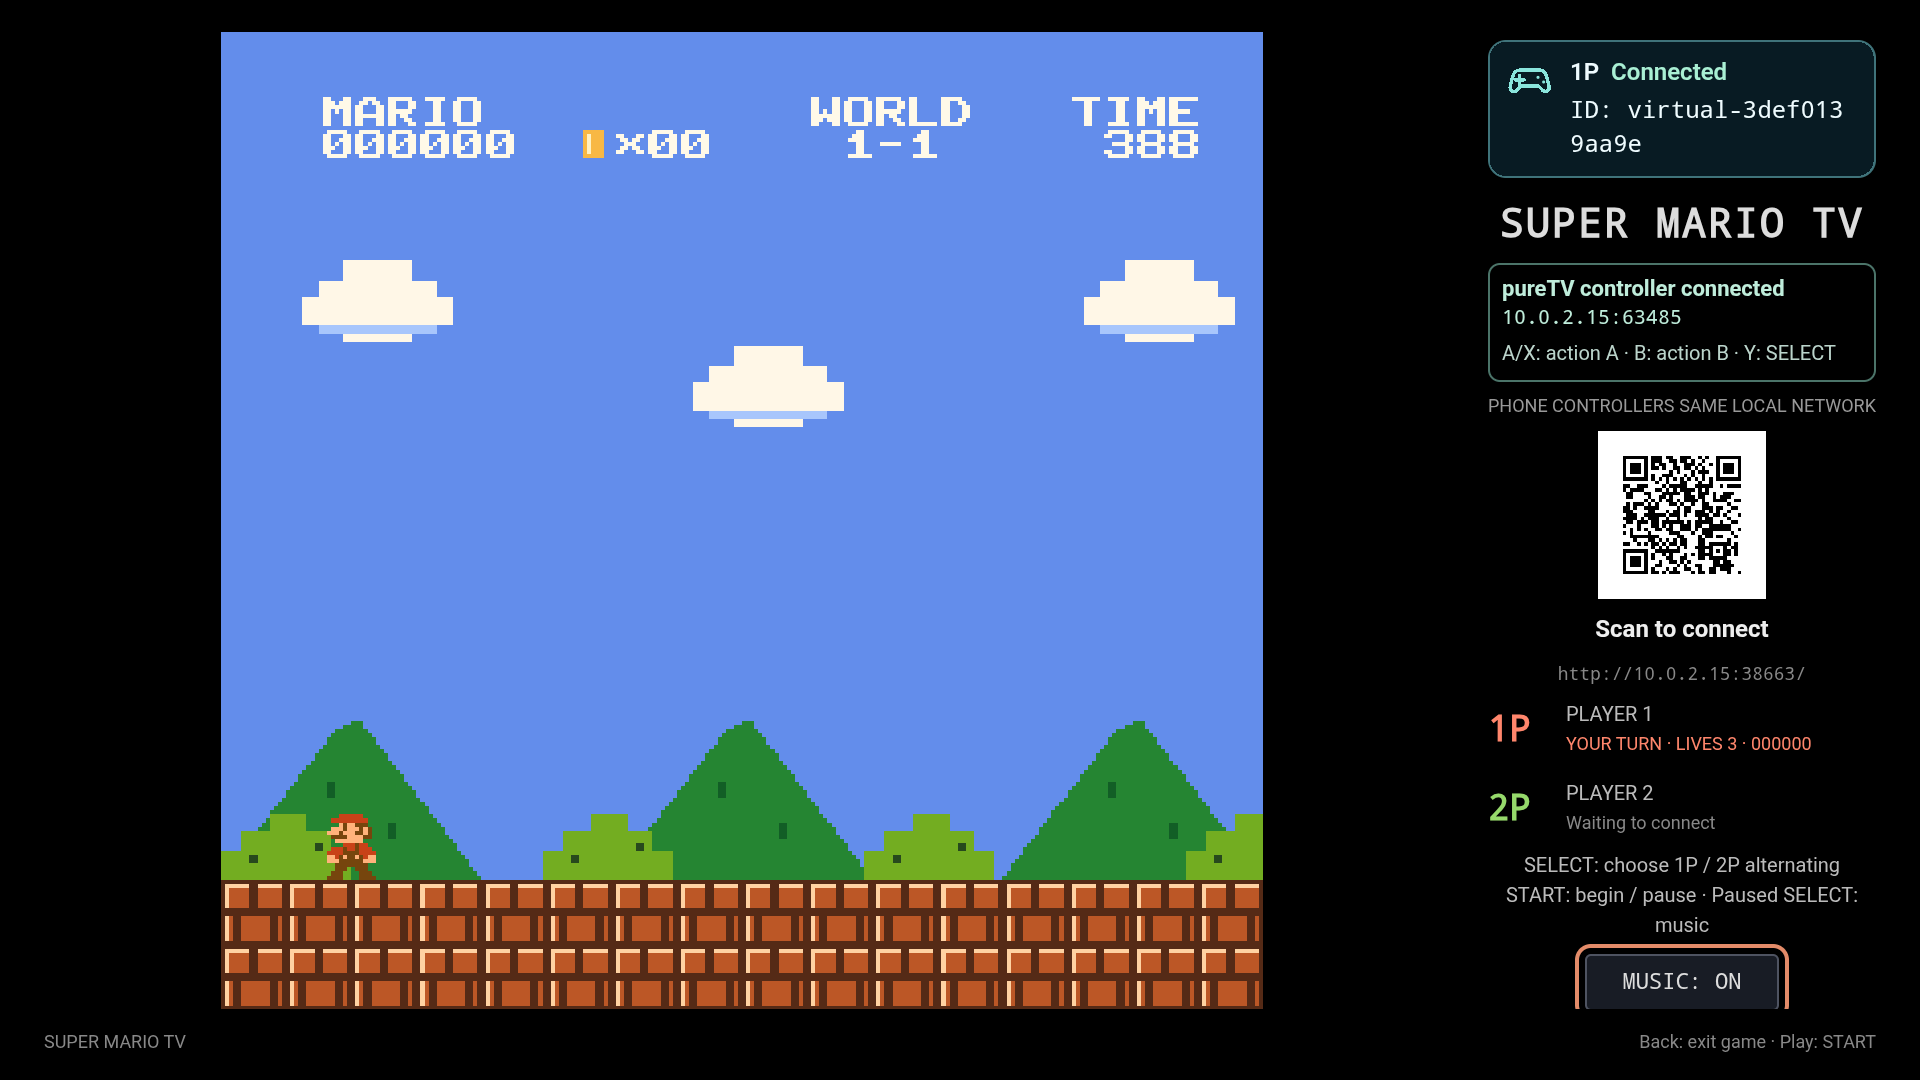 MARIO
000000
x00
WORLD
1-1
TIME
388
1P Connected
ID: virtual-3def013
9aa9e
SUPER MARIO TV
pureTV controller connected
10.0.2.15:63485
A/X: action A · B: action B · Y: SELECT
PHONE CONTROLLERS SAME LOCAL NETWORK
Scan to connect
http://10.0.2.15:38663/
1P
PLAYER 1
YOUR TURN · LIVES 3 · 000000
2P
PLAYER 2
Waiting to connect
SELECT: choose 1P / 2P alternating
START: begin / pause · Paused SELECT:
music
MUSIC: ON
SUPER MARIO TV
Back: exit game · Play: START